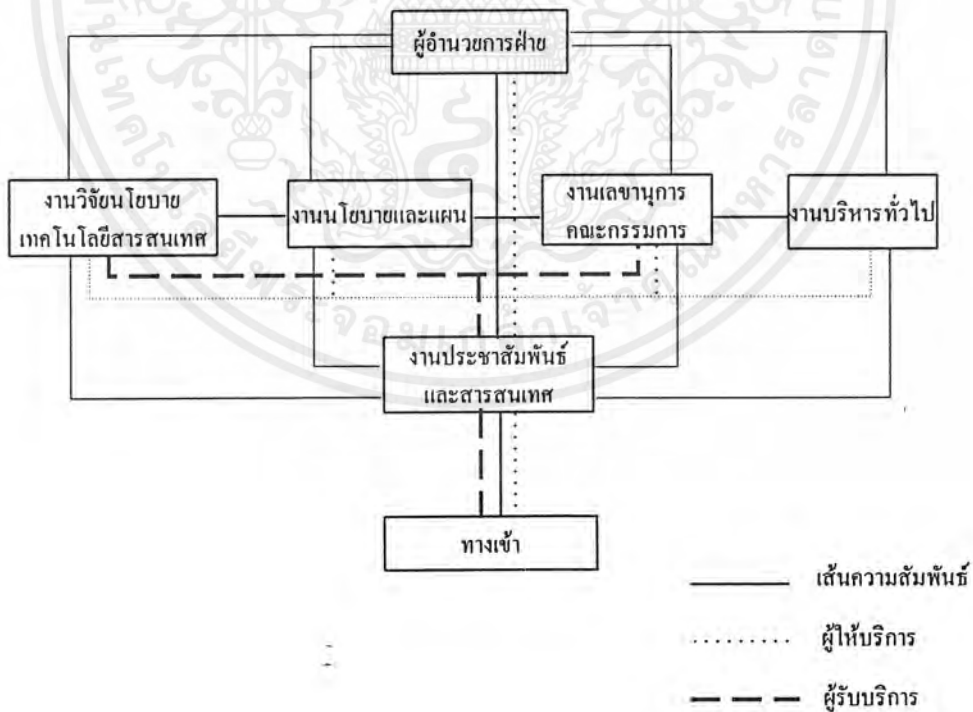 ผู้อำนวยการฝ่าย
งานวิจัยนโยบาย
เทคโนโลยีสารสนเทศ
งานนโยบายและแผน
งานเลขานุการ
คณะกรรมการ
งานบริหารทั่วไป
งานประชาสัมพันธ์
และสารสนเทศ
ทางเข้า
เส้นความสัมพันธ์
ผู้ให้บริการ
ผู้รับบริการ